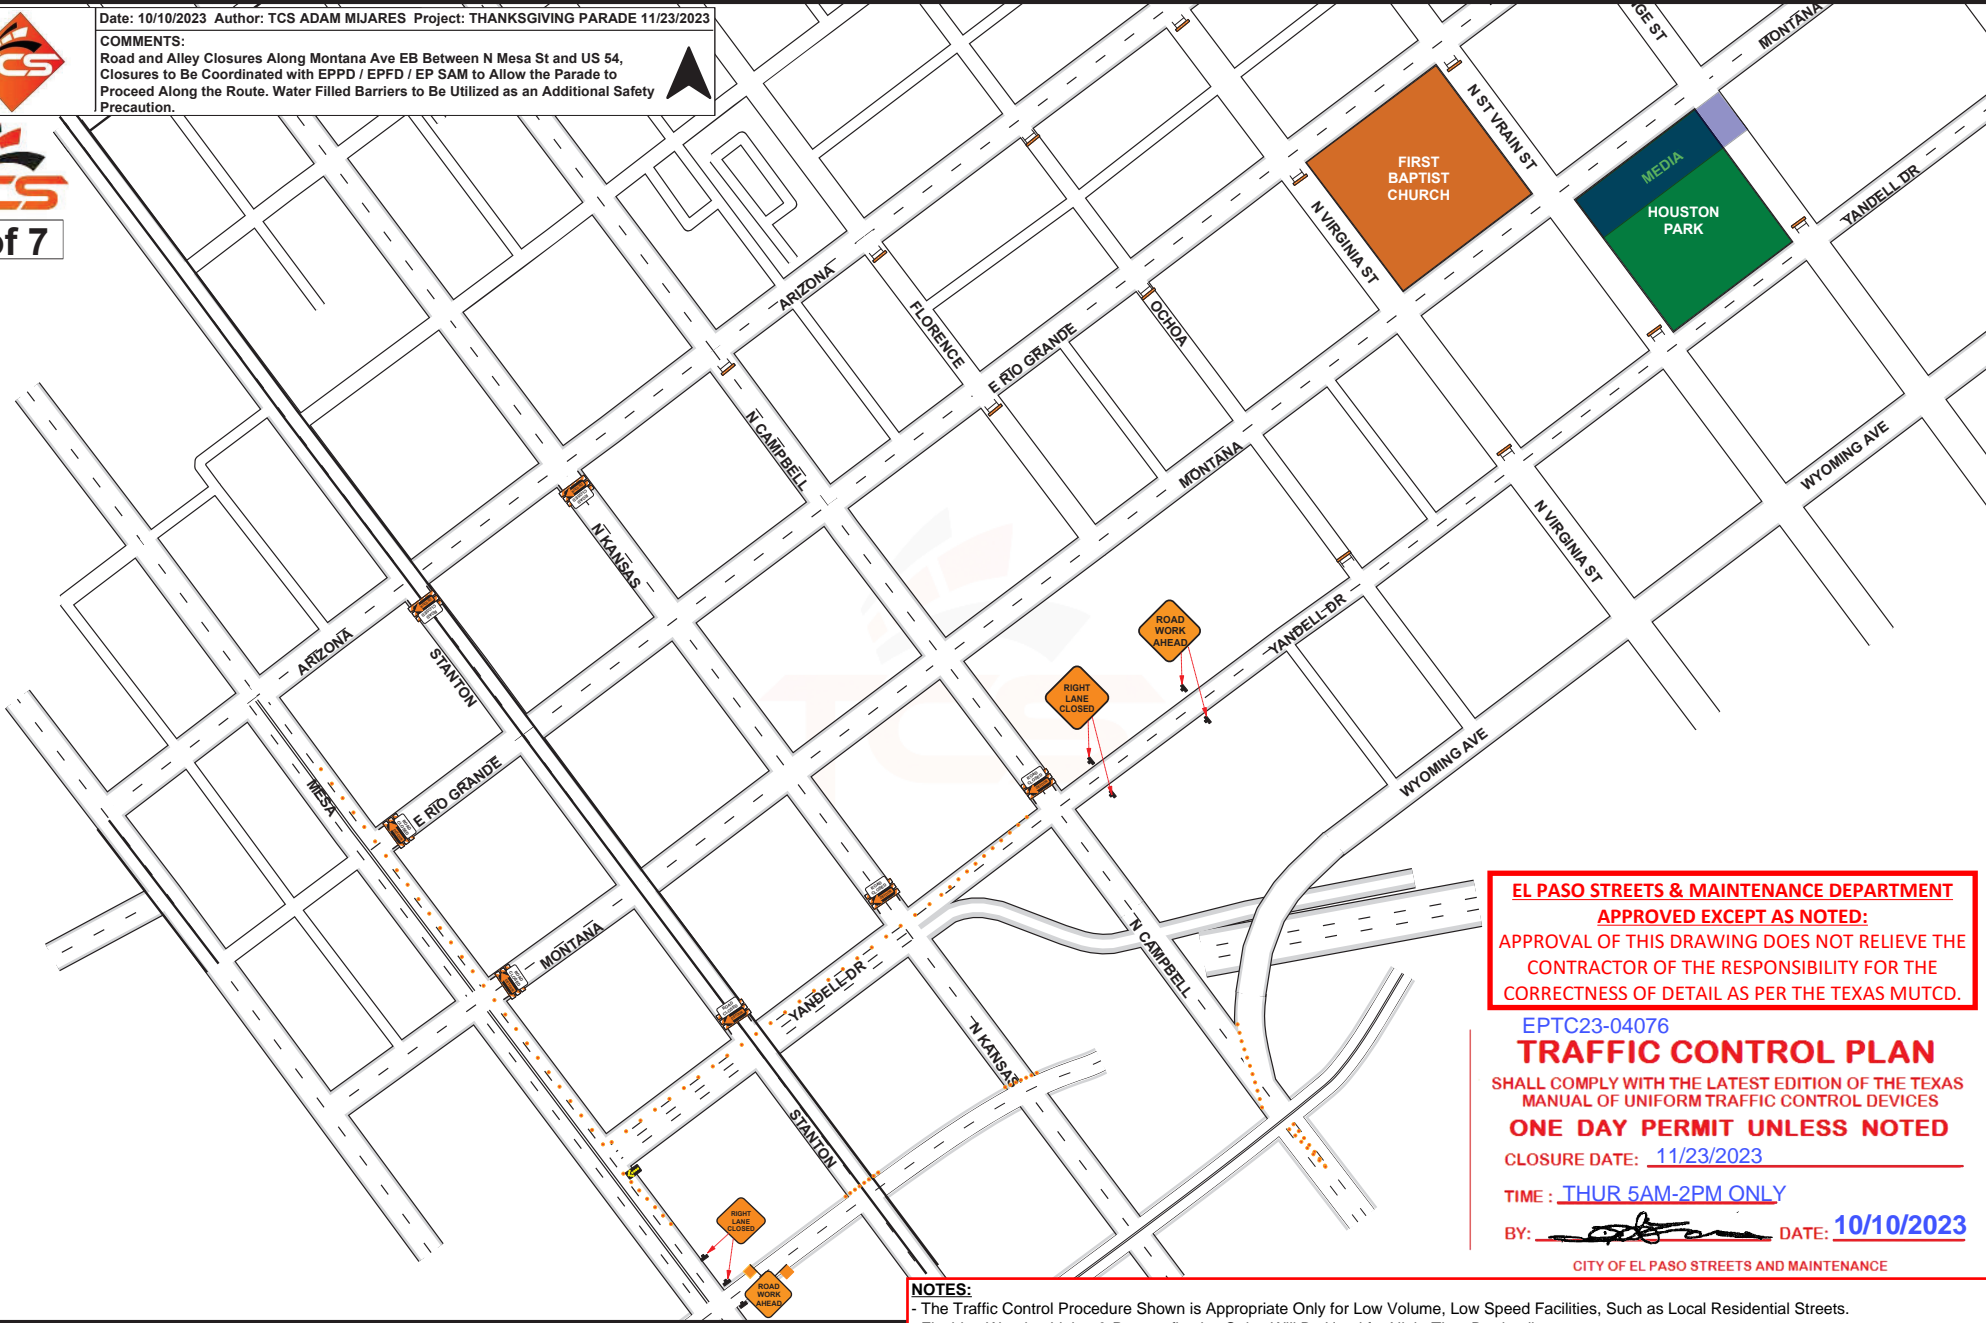 Date: 10/10/2023 Author: TCS ADAM MIJARES Project: THANKSGIVING PARADE 11/23/2023
COMMENTS:
Road and Alley Closures Along Montana Ave EB Between N Mesa St and US 54,
Closures to Be Coordinated with EPPD / EPFD / EP SAM to Allow the Parade to
Proceed Along the Route. Water Filled Barriers to Be Utilized as an Additional Safety
Precaution.
CS
CS
of 7
GE ST
MONTANA
N ST VRAIN ST
FIRST
BAPTIST
CHURCH
MEDIA
HOUSTON
PARK
YANDELL DR
N VIRGINIA ST
ARIZONA
FLORENCE
OCHOA
E RIO GRANDE
N CAMPBELL
MONTANA
WYOMING AVE
N KANSAS
N VIRGINIA ST
ARIZONA
STANTON
YANDELL DR
ROAD
WORK
AHEAD
RIGHT
LANE
CLOSED
TCS
MESA
E RIO GRANDE
WYOMING AVE
MONTANA
YANDELL DR
N CAMPBELL
N KANSAS
STANTON
RIGHT
LANE
CLOSED
ROAD
WORK
AHEAD
EL PASO STREETS & MAINTENANCE DEPARTMENT
APPROVED EXCEPT AS NOTED:
APPROVAL OF THIS DRAWING DOES NOT RELIEVE THE
CONTRACTOR OF THE RESPONSIBILITY FOR THE
CORRECTNESS OF DETAIL AS PER THE TEXAS MUTCD.
EPTC23-04076
TRAFFIC CONTROL PLAN
SHALL COMPLY WITH THE LATEST EDITION OF THE TEXAS
MANUAL OF UNIFORM TRAFFIC CONTROL DEVICES
ONE DAY PERMIT UNLESS NOTED
CLOSURE DATE: 11/23/2023
TIME : THUR 5AM-2PM ONLY
BY: DATE: 10/10/2023
CITY OF EL PASO STREETS AND MAINTENANCE
NOTES:
- The Traffic Control Procedure Shown is Appropriate Only for Low Volume, Low Speed Facilities, Such as Local Residential Streets.